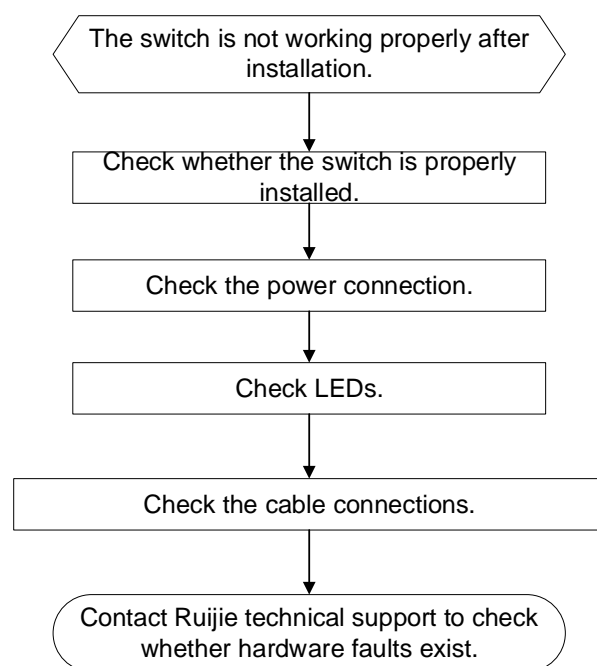 The switch is not working properly after
installation.
Check whether the switch is properly
installed.
Check the power connection.
Check LEDs.
Check the cable connections.
Contact Ruijie technical support to check
whether hardware faults exist.